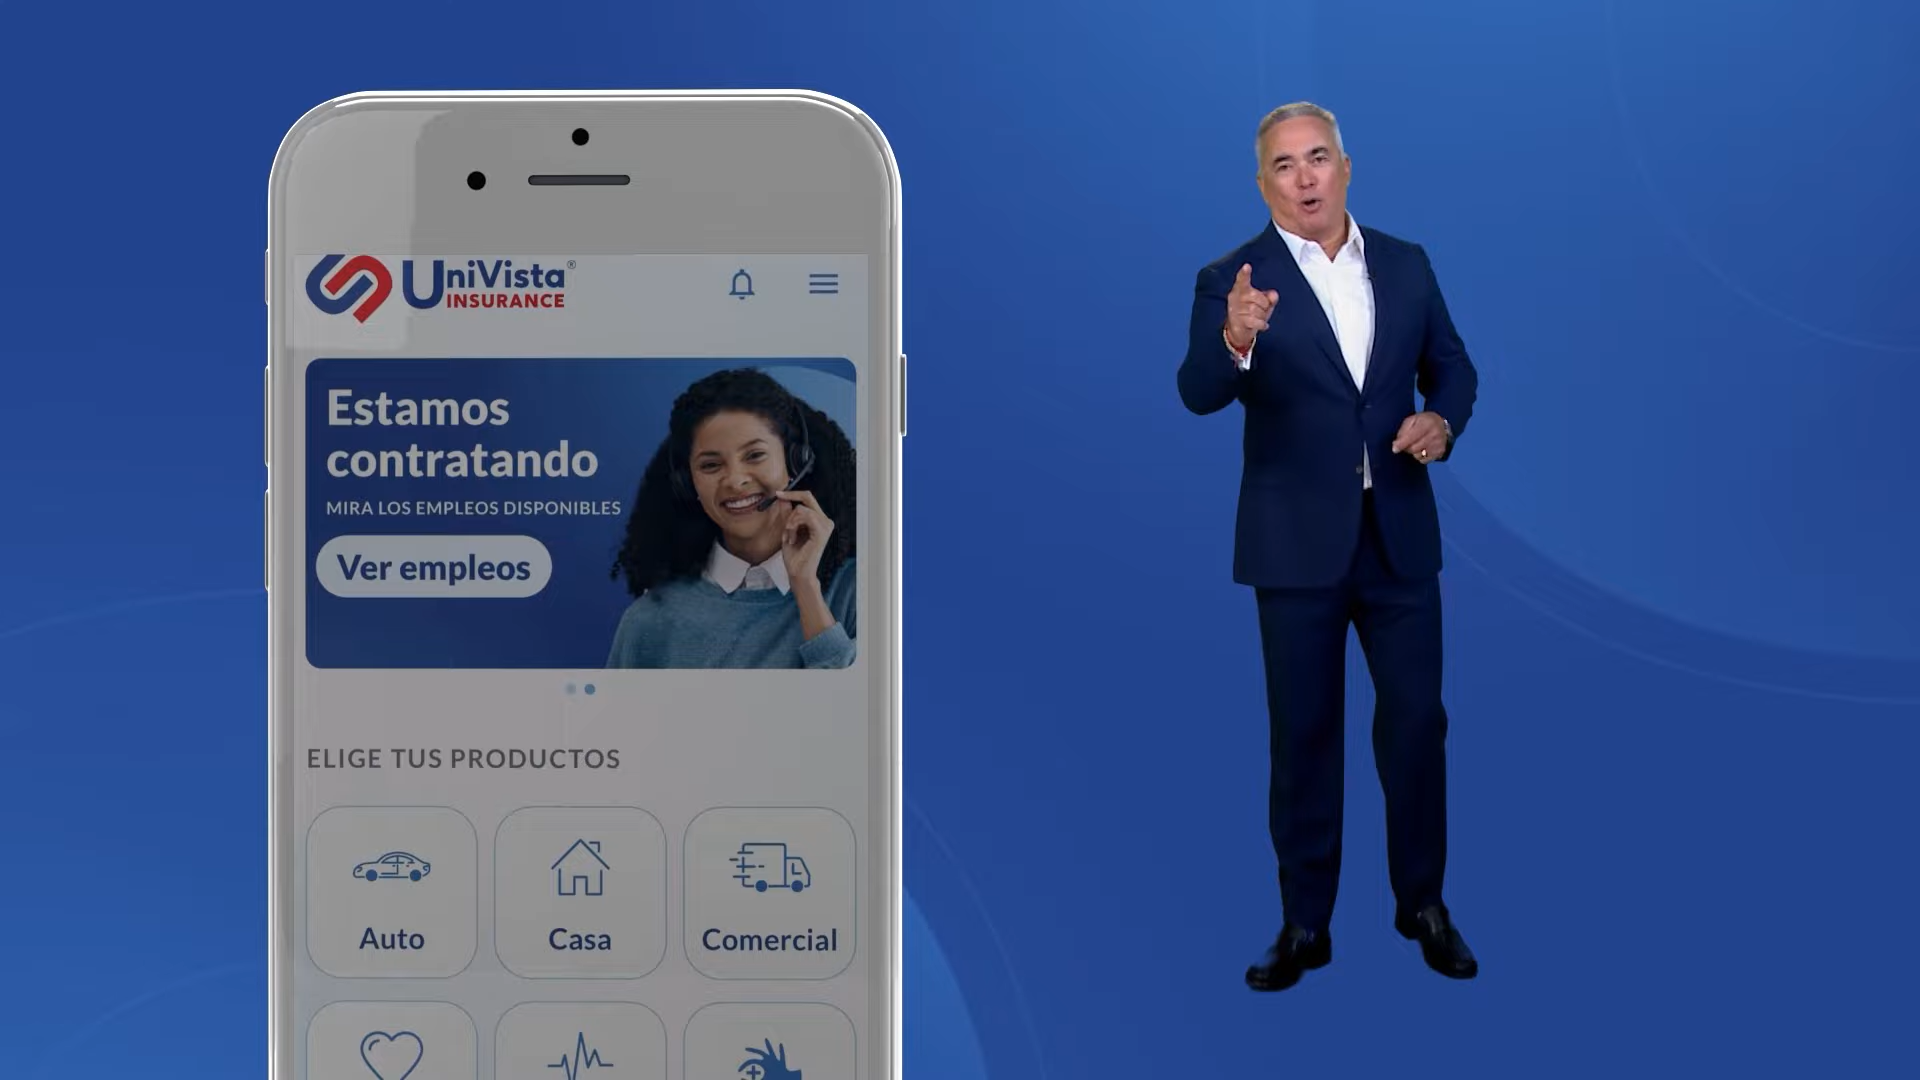 UniVista®
INSURANCE
Estamos
contratando
MIRA LOS EMPLEOS DISPONIBLES
Ver empleos
ELIGE TUS PRODUCTOS
Auto
Casa
Comercial